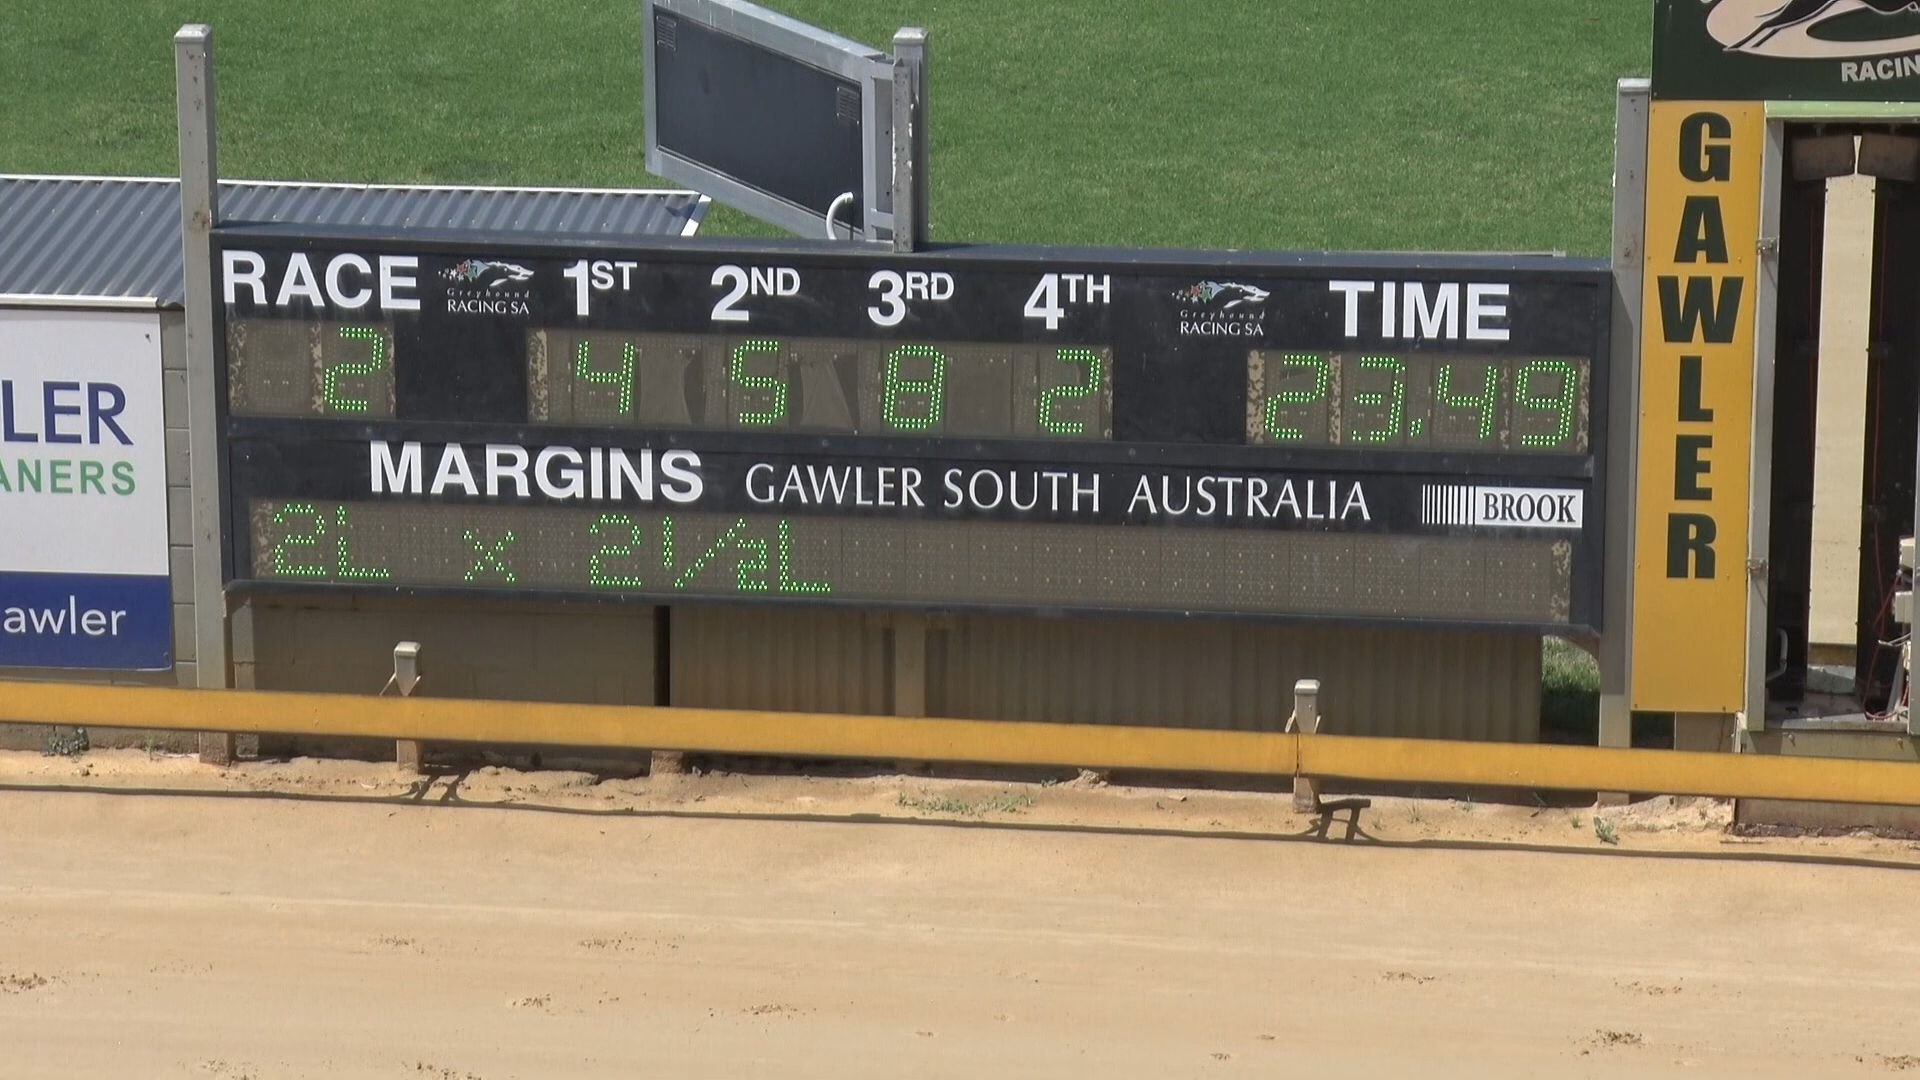 RACING
GAWLER
RACE 1ST 2ND 3RD 4TH TIME
Greyhound RACING SA
Greyhound RACING SA
2 4 5 8 2 23.49
MARGINS GAWLER SOUTH AUSTRALIA BROOK
2L x 2½L
LER
ANERS
awler